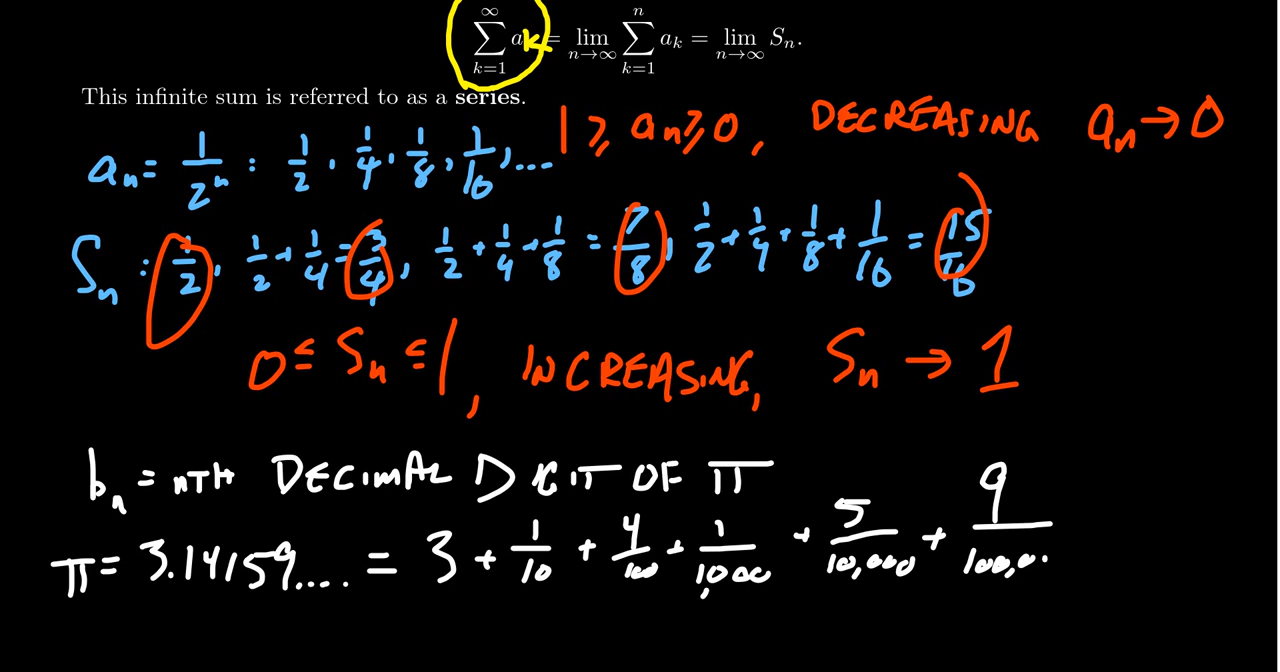 ∑_{k=1}^{∞} a_k = lim_{n→∞} ∑_{k=1}^{n} a_k = lim_{n→∞} S_n.
This infinite sum is referred to as a series.
1 ≥ a_n ≥ 0, DECREASING a_n → 0
a_n = 1/2^n : 1/2, 1/4, 1/8, 1/16, ...
S_n : 1/2, 1/2 + 1/4 = 3/4, 1/2 + 1/4 + 1/8 = 7/8, 1/2 + 1/4 + 1/8 + 1/16 = 15/16
0 ≤ S_n ≤ 1, INCREASING, S_n → 1
b_n = nTH DECIMAL DIGIT OF π
π = 3.14159.... = 3 + 1/10 + 4/100 + 1/1,000 + 5/10,000 + 9/100,0.